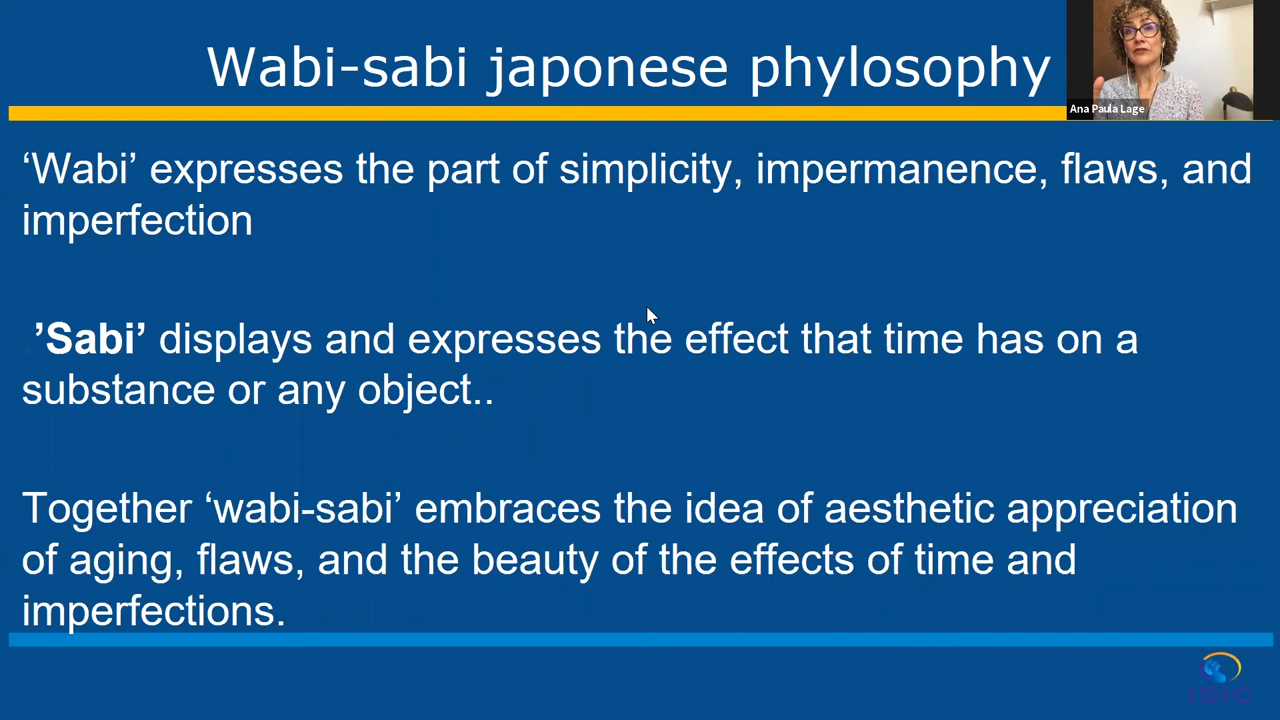 Wabi-sabi japonese phylosophy
Ana Paula Lage
‘Wabi’ expresses the part of simplicity, impermanence, flaws, and
imperfection
’Sabi’ displays and expresses the effect that time has on a
substance or any object..
Together ‘wabi-sabi’ embraces the idea of aesthetic appreciation
of aging, flaws, and the beauty of the effects of time and
imperfections.
ISIC